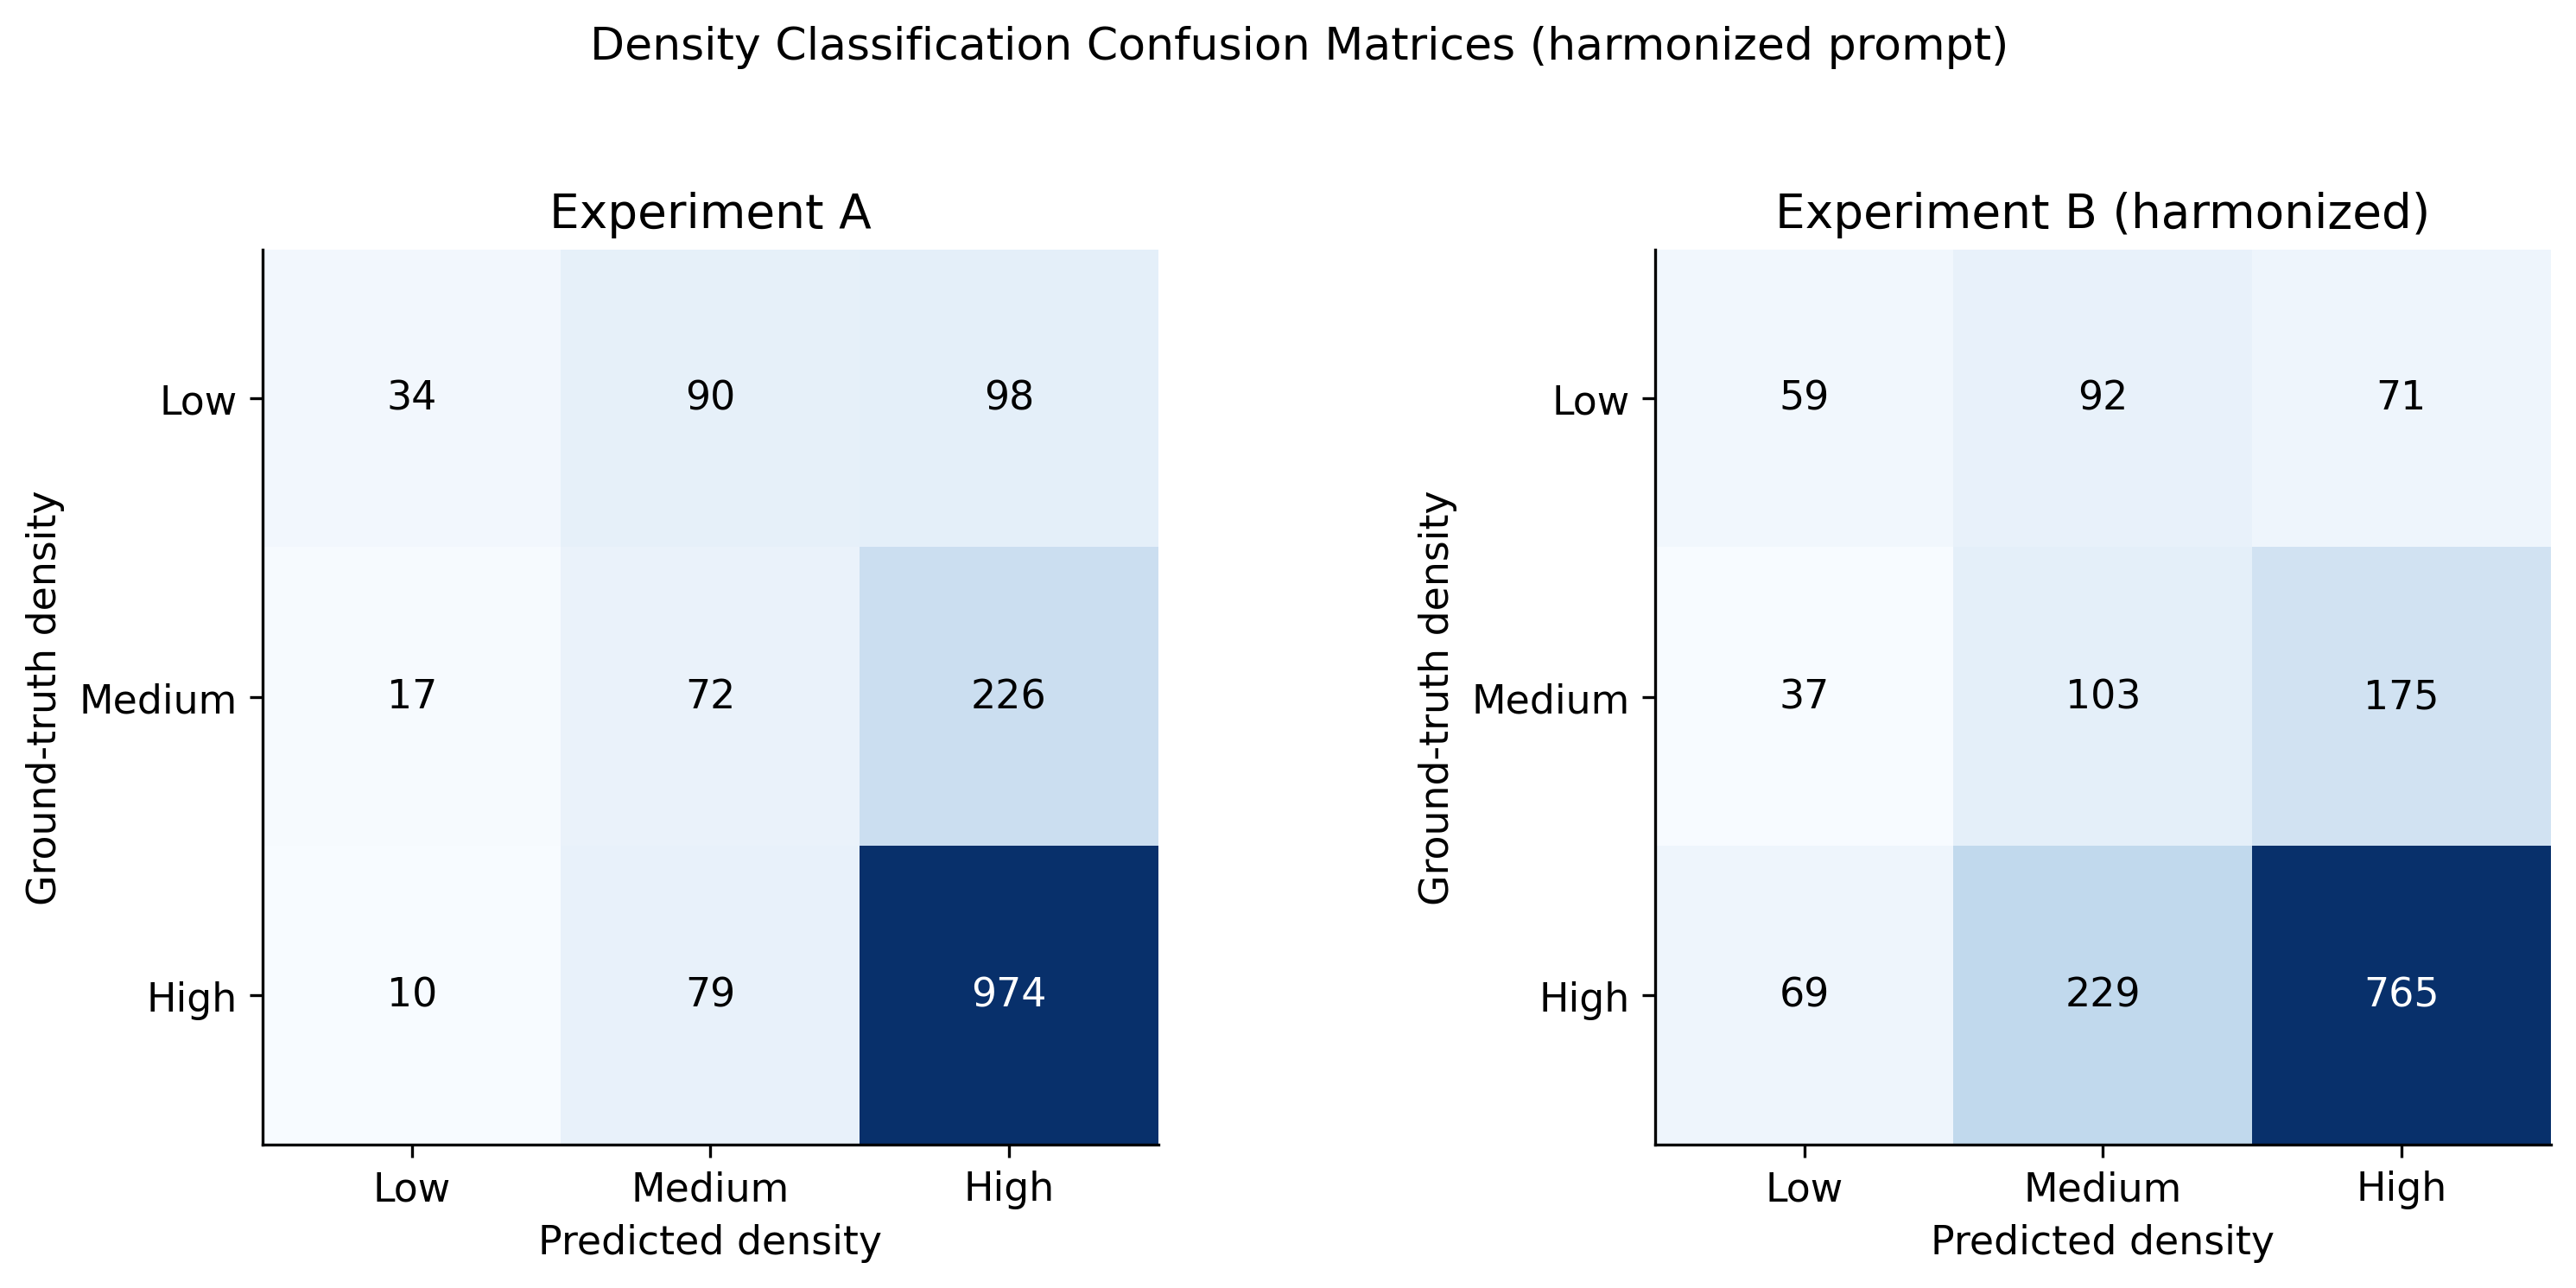 Density Classification Confusion Matrices (harmonized prompt)
Experiment A
Ground-truth density
Low 34 90 98
Medium 17 72 226
High 10 79 974
Low Medium High
Predicted density
Experiment B (harmonized)
Ground-truth density
Low 59 92 71
Medium 37 103 175
High 69 229 765
Low Medium High
Predicted density